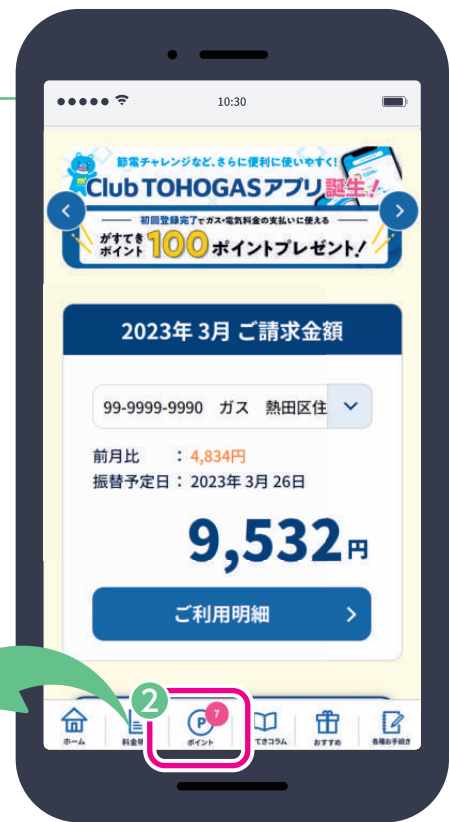 10:30
節電チャレンジなど、さらに便利に使いやすく!
Club TOHOGASアプリ誕生!
初回登録完了でガス・電気料金の支払いに使える
がすてきポイント100ポイントプレゼント!
2023年 3月 ご請求金額
99-9999-9990 ガス 熱田区住
前月比 : 4,834円
振替予定日 : 2023年 3月 26日
9,532円
ご利用明細
2
P 7
ホーム 料金 ポイント てきコラム おすすめ 各種お手続き